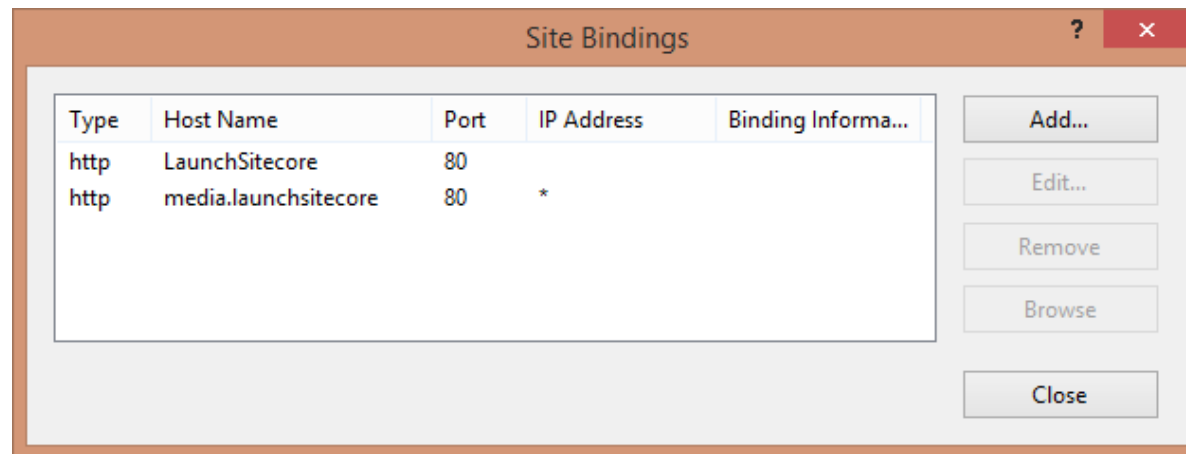 Site Bindings
? ×
Type Host Name Port IP Address Binding Informa...
http LaunchSitecore 80
http media.launchsitecore 80 *
Add...
Edit...
Remove
Browse
Close